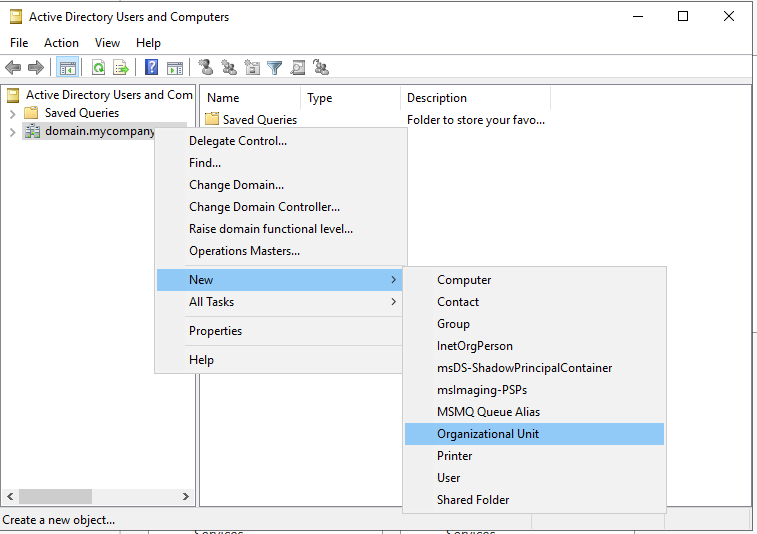 Active Directory Users and Computers
File Action View Help
Active Directory Users and Com
Saved Queries
domain.mycompany
Name Type Description
Saved Queries Folder to store your favo...
Delegate Control...
Find...
Change Domain...
Change Domain Controller...
Raise domain functional level...
Operations Masters...
New
All Tasks
Properties
Help
Computer
Contact
Group
InetOrgPerson
msDS-ShadowPrincipalContainer
msImaging-PSPs
MSMQ Queue Alias
Organizational Unit
Printer
User
Shared Folder
Create a new object...
Services Services